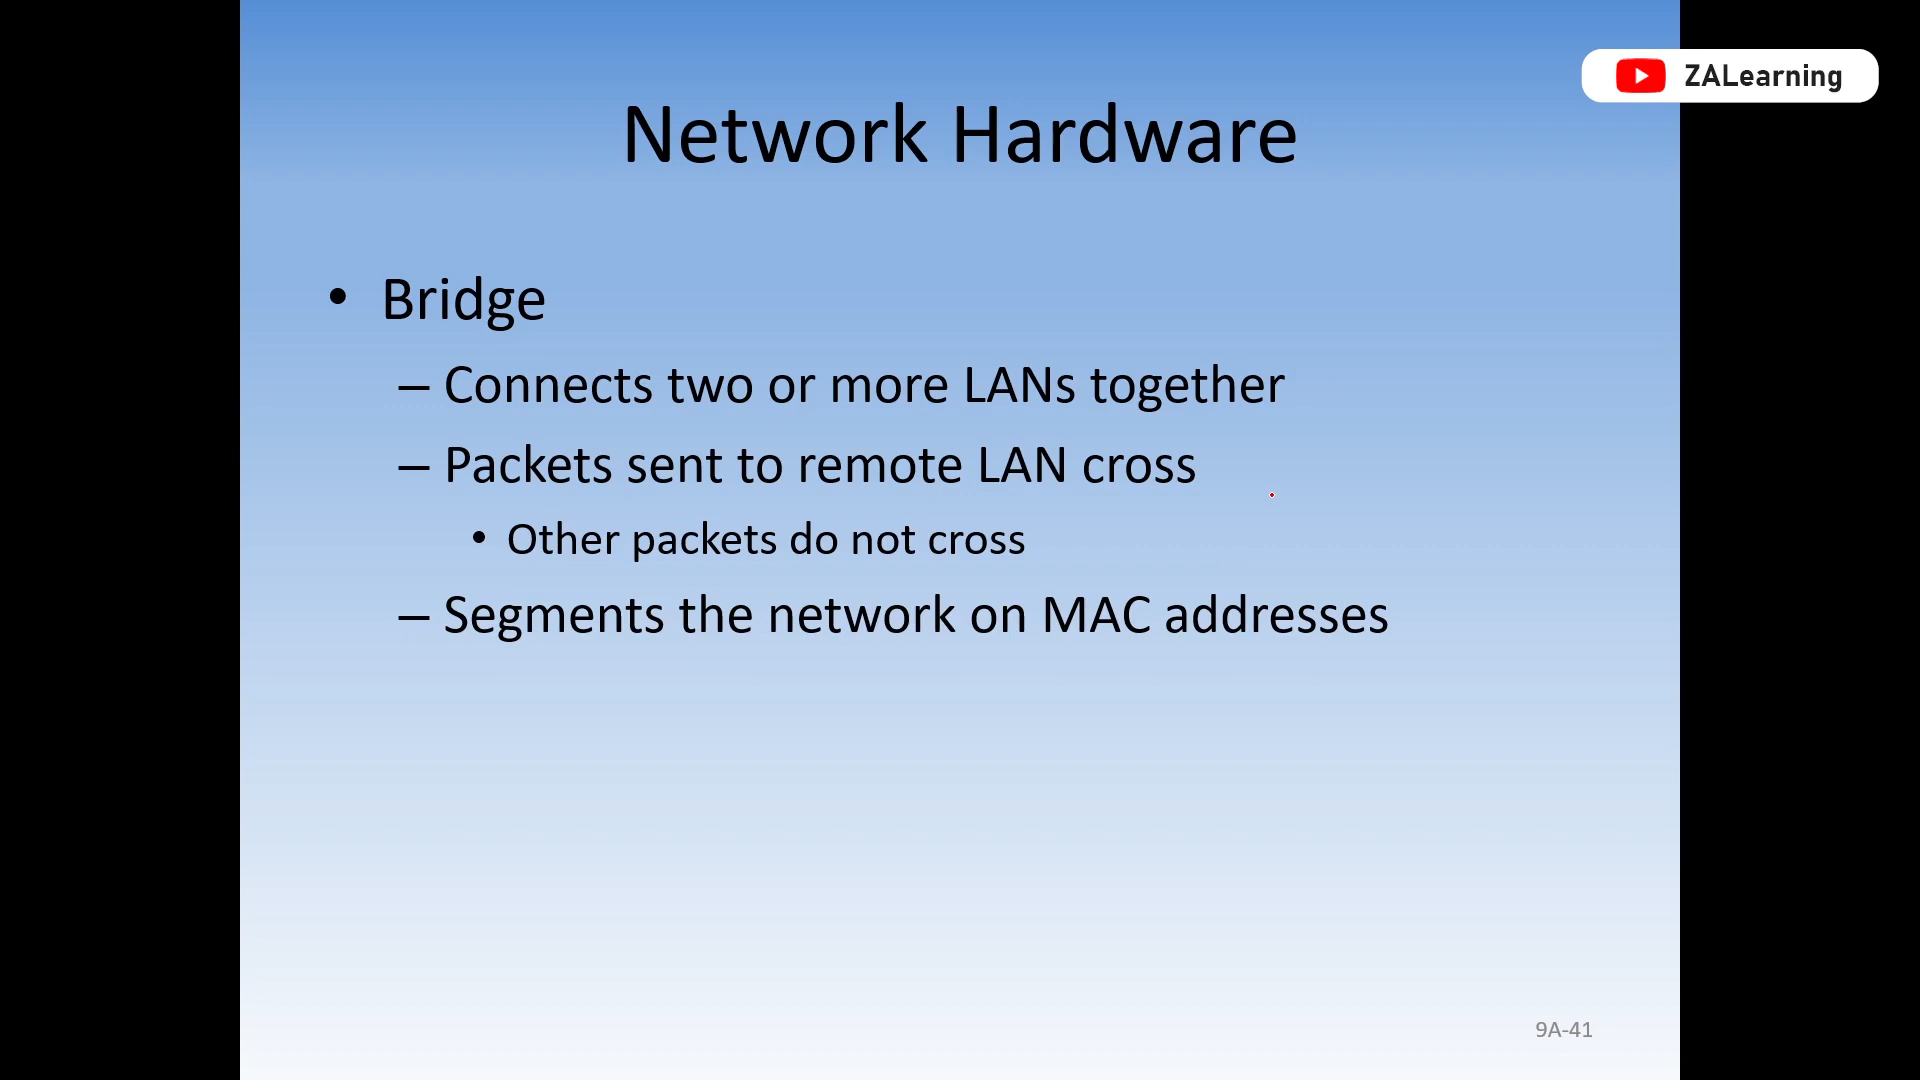 ZALearning
Network Hardware
• Bridge
– Connects two or more LANs together
– Packets sent to remote LAN cross
• Other packets do not cross
– Segments the network on MAC addresses
9A-41